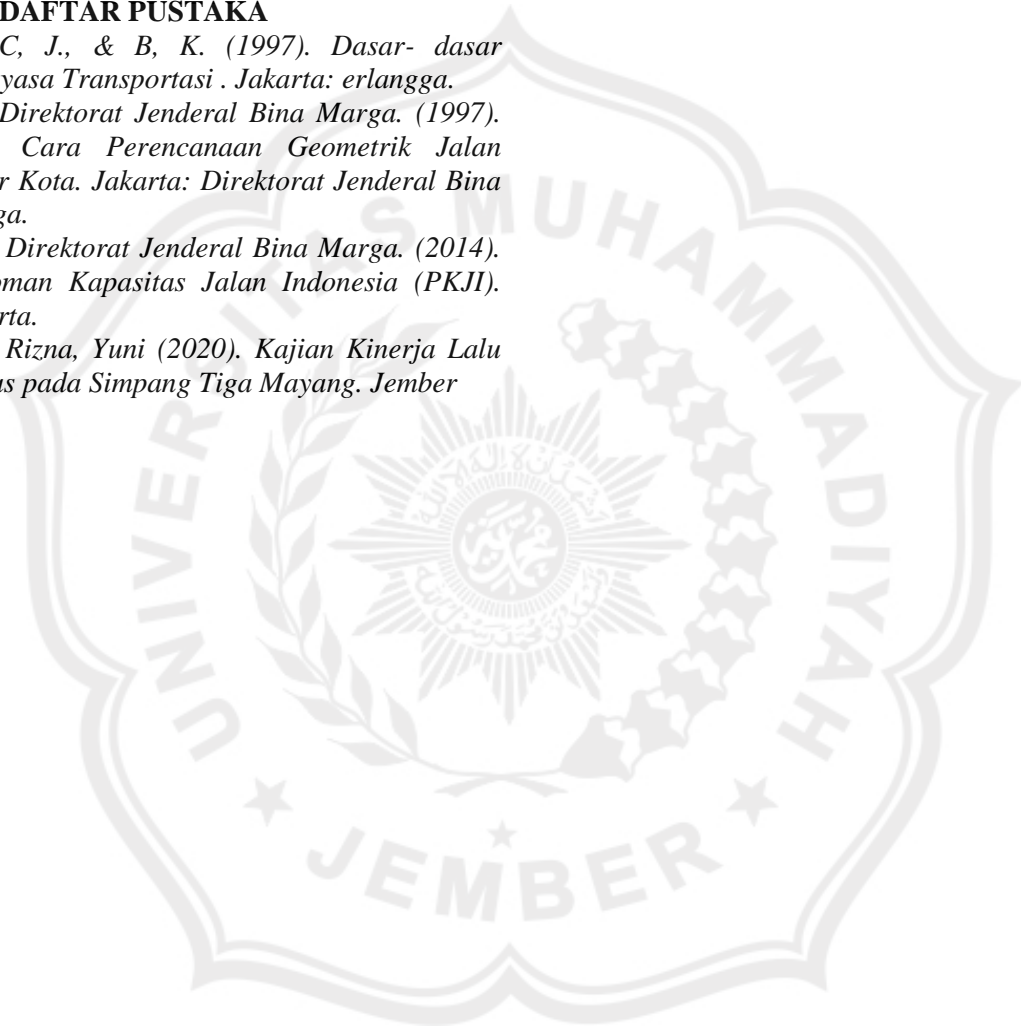 DAFTAR PUSTAKA
C, J., & B, K. (1997). Dasar- dasar
yasa Transportasi . Jakarta: erlangga.
Direktorat Jenderal Bina Marga. (1997).
Cara Perencanaan Geometrik Jalan
r Kota. Jakarta: Direktorat Jenderal Bina
ga.
Direktorat Jenderal Bina Marga. (2014).
oman Kapasitas Jalan Indonesia (PKJI).
rta.
Rizna, Yuni (2020). Kajian Kinerja Lalu
as pada Simpang Tiga Mayang. Jember
UNIVERSITAS MUHAMMADIYAH
JEMBER